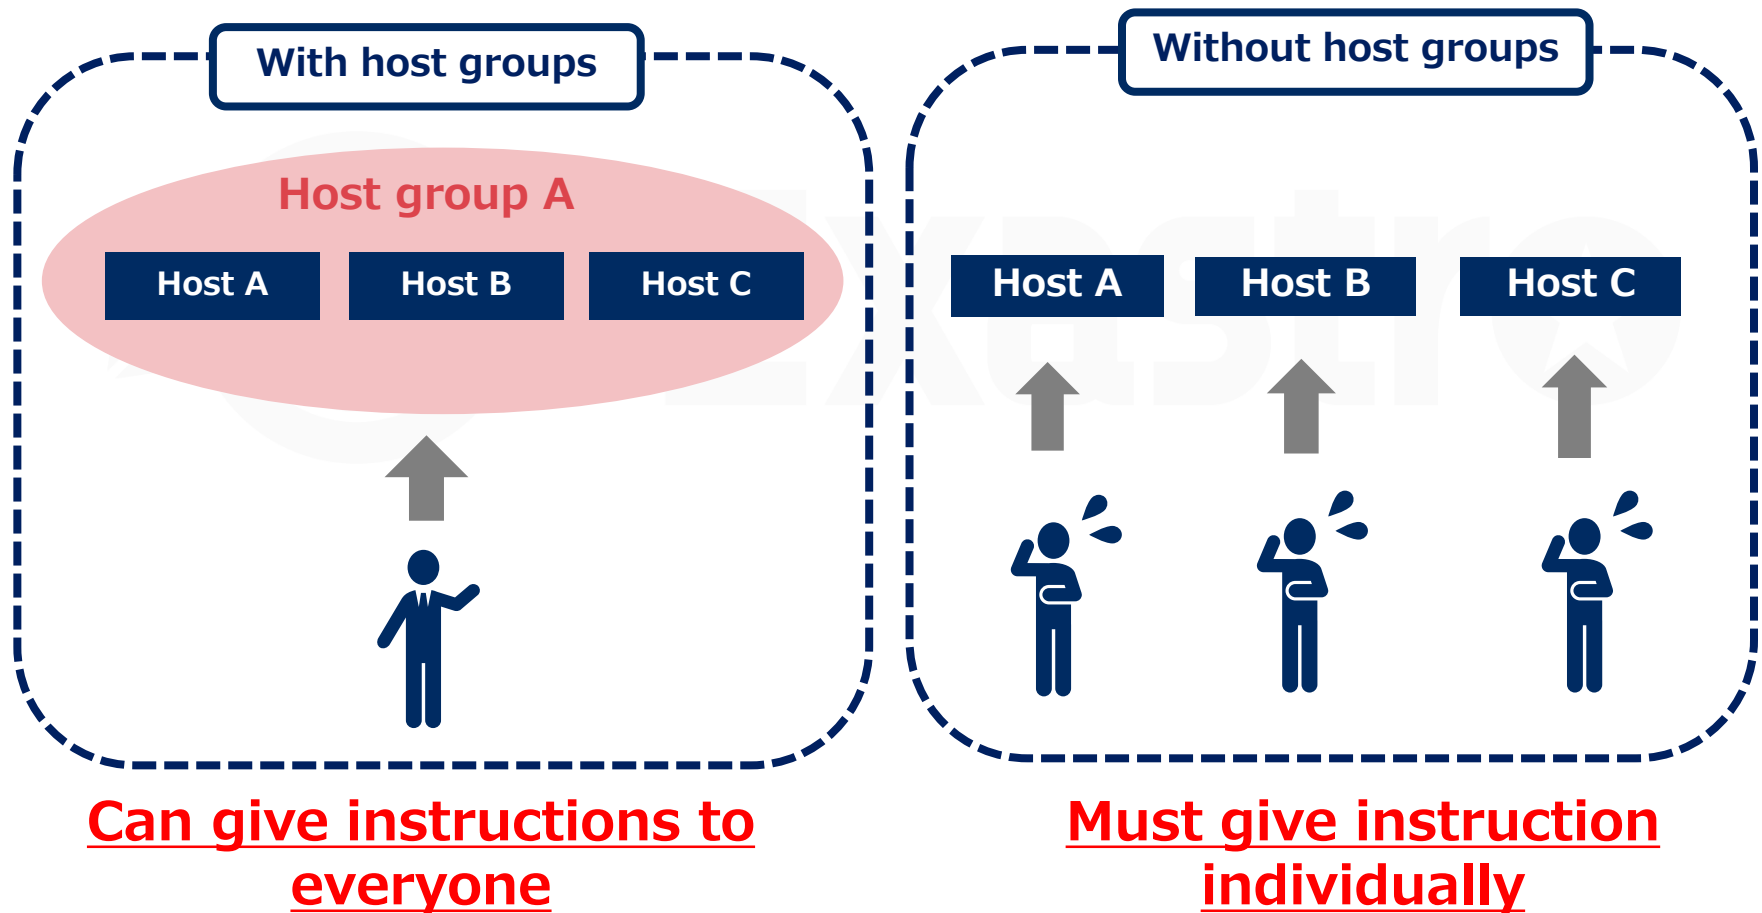 With host groups
Host group A
Host A Host B Host C
Can give instructions to
everyone
Without host groups
Host A Host B Host C
Must give instruction
individually
Exastro